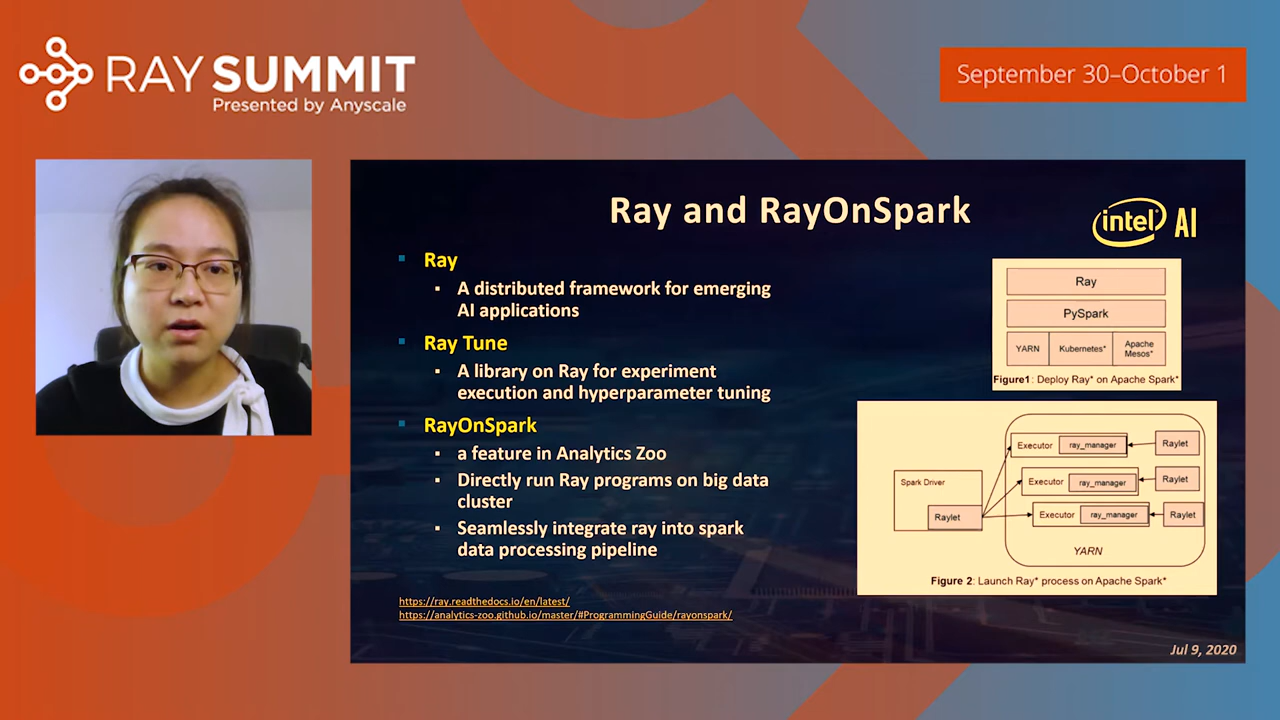 RAY SUMMIT
Presented by Anyscale
September 30–October 1
Ray and RayOnSpark
intel AI
Ray
A distributed framework for emerging
AI applications
Ray Tune
A library on Ray for experiment
execution and hyperparameter tuning
RayOnSpark
a feature in Analytics Zoo
Directly run Ray programs on big data
cluster
Seamlessly integrate ray into spark
data processing pipeline
https://ray.readthedocs.io/en/latest/
https://analytics-zoo.github.io/master/#ProgrammingGuide/rayonspark/
Ray
PySpark
YARN
Kubernetes*
Apache
Mesos*
Figure1: Deploy Ray* on Apache Spark*
Spark Driver
Raylet
Executor ray_manager Raylet
Executor ray_manager Raylet
Executor ray_manager Raylet
YARN
Figure 2: Launch Ray* process on Apache Spark*
Jul 9, 2020